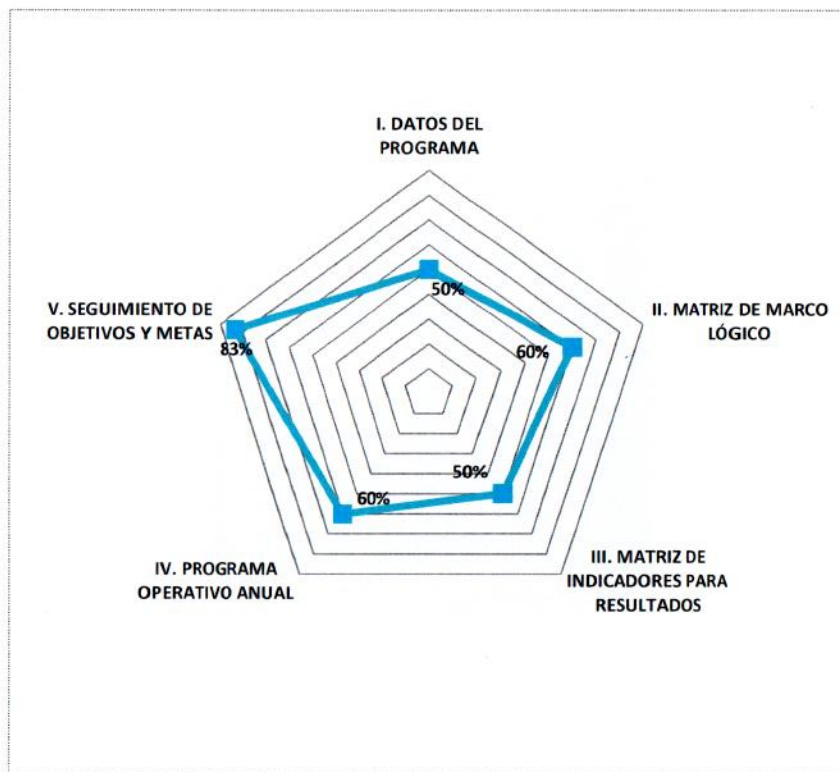 I. DATOS DEL
PROGRAMA
50%
V. SEGUIMIENTO DE
OBJETIVOS Y METAS
83%
II. MATRIZ DE MARCO
LÓGICO
60%
50%
60%
IV. PROGRAMA
OPERATIVO ANUAL
III. MATRIZ DE
INDICADORES PARA
RESULTADOS